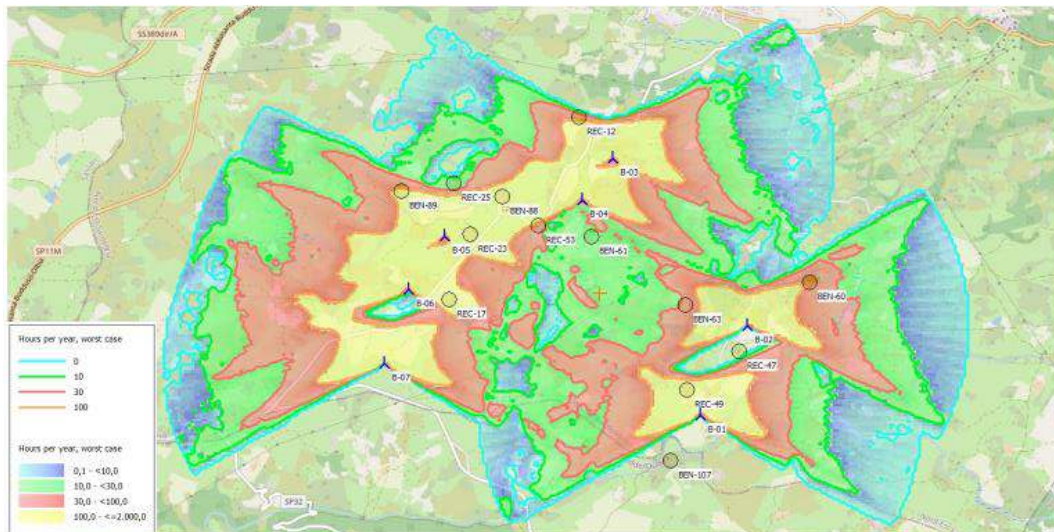 SS389dir/A
REC-12
B-03
REC-25
BEN-89
BEN-88
B-04
REC-53
B-05
REC-23
BEN-61
SP11M
BEN-60
B-06
REC-17
BEN-63
B-02
REC-47
B-07
REC-49
B-01
BEN-107
SP32
Hours per year, worst case
0
10
30
100
Hours per year, worst case
0,1 - <10,0
10,0 - <30,0
30,0 - <100,0
100,0 - <=2.000,0